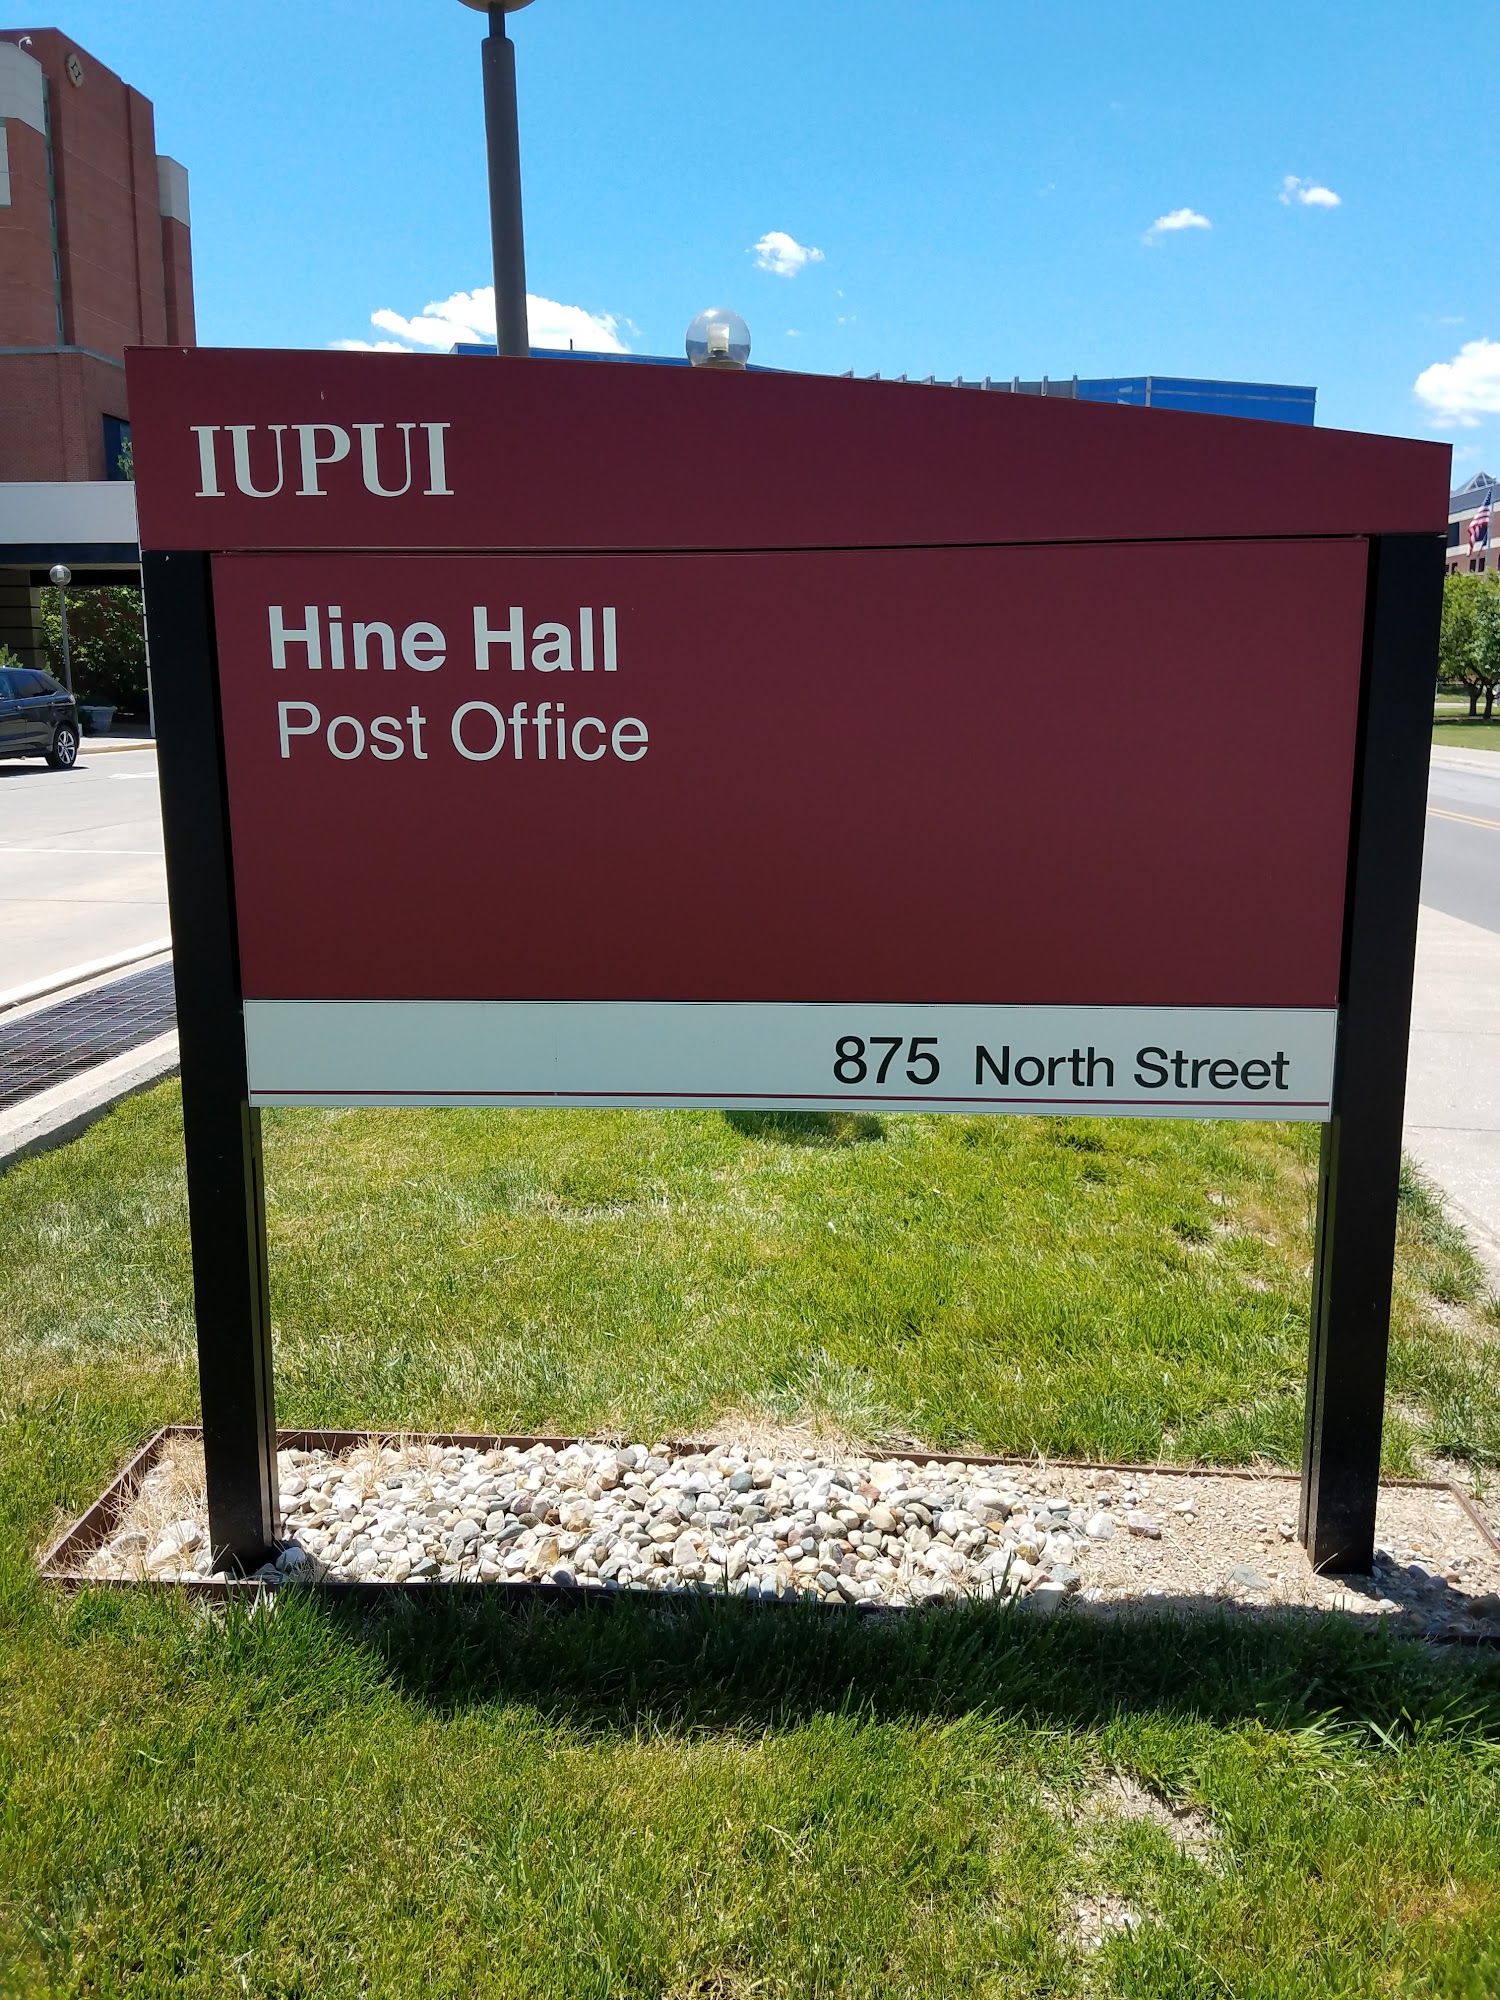 IUPUI
Hine Hall
Post Office
875 North Street